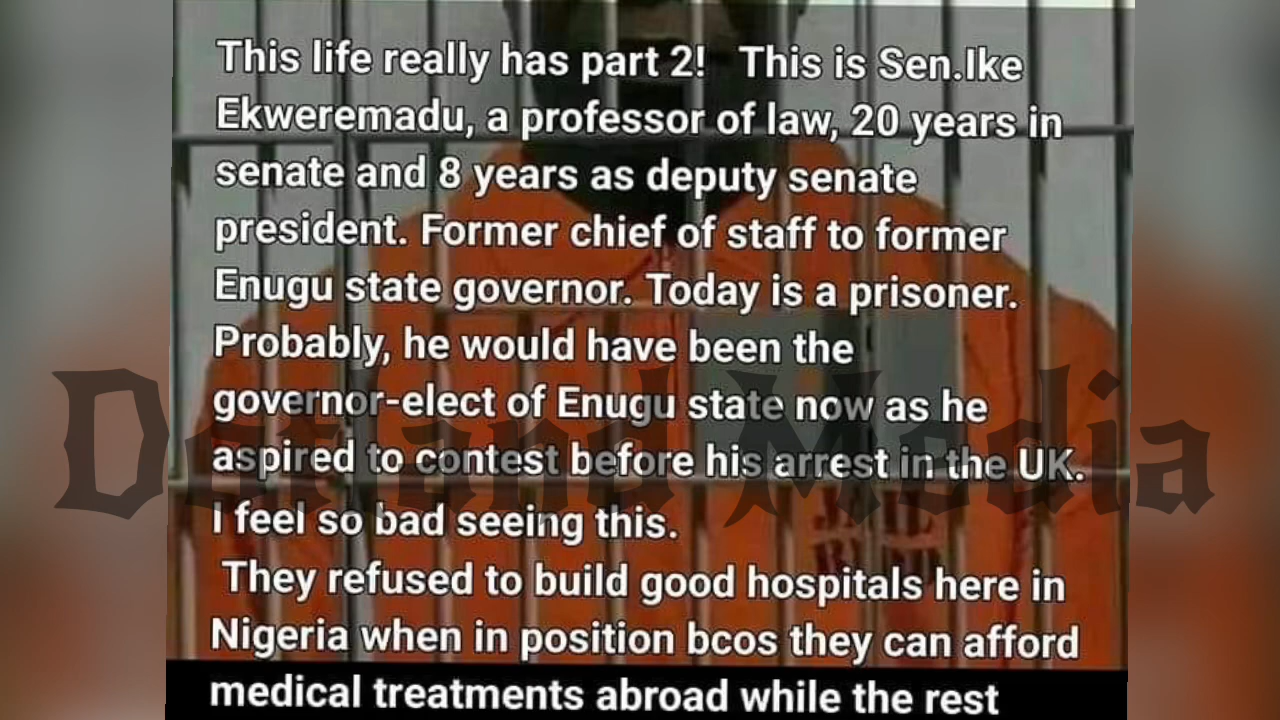 This life really has part 2! This is Sen.Ike
Ekweremadu, a professor of law, 20 years in
senate and 8 years as deputy senate
president. Former chief of staff to former
Enugu state governor. Today is a prisoner.
Probably, he would have been the
governor-elect of Enugu state now as he
aspired to contest before his arrest in the UK.
I feel so bad seeing this.
They refused to build good hospitals here in
Nigeria when in position bcos they can afford
medical treatments abroad while the rest
Media
JAIL